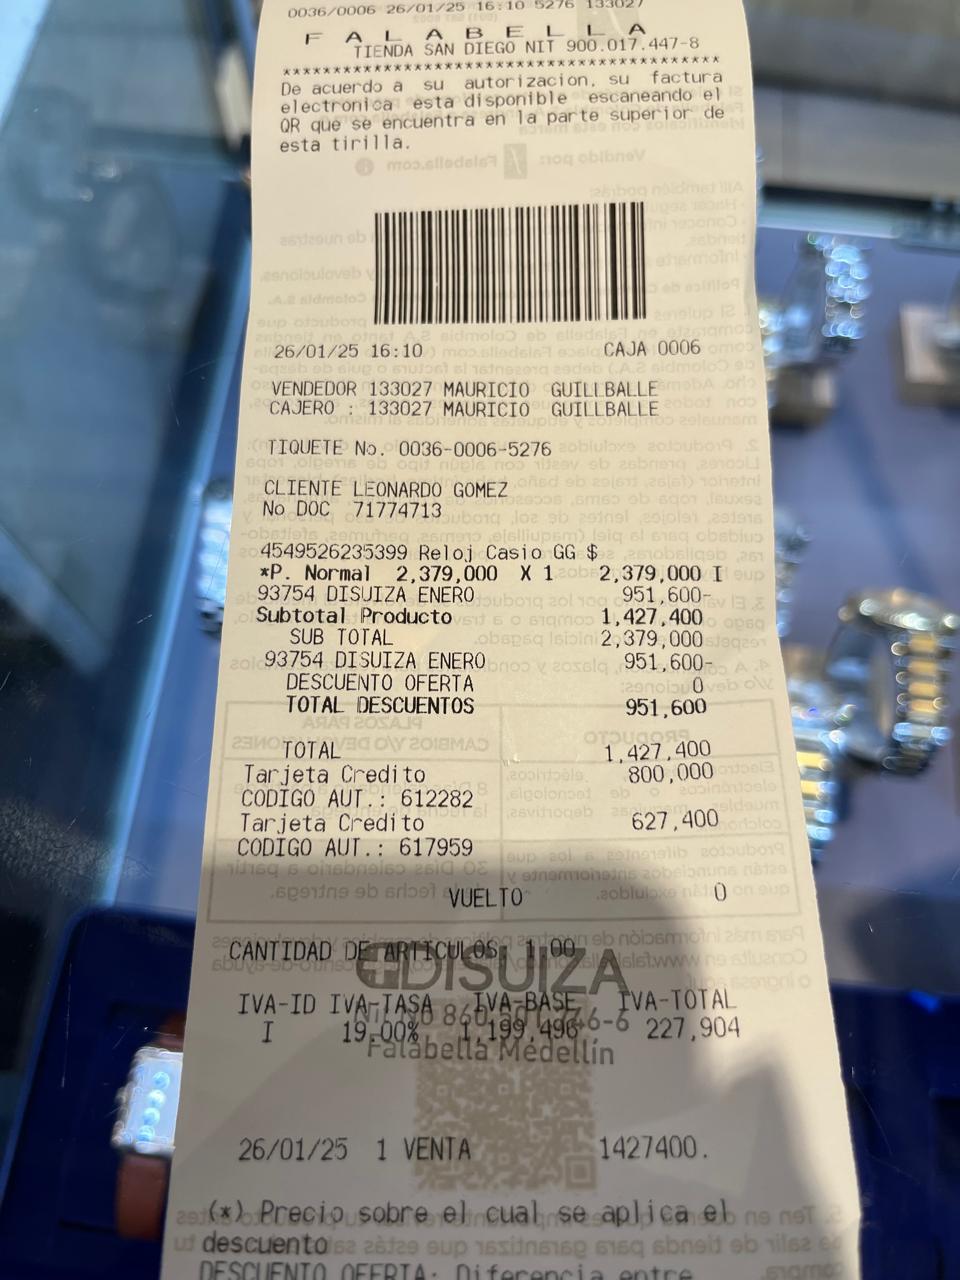 0036/0006 26/01/25 16:10 5276 133027
FALABELLA
TIENDA SAN DIEGO NIT 900.017.447-8
******************************************
De acuerdo a su autorizacion, su factura
electronica esta disponible escaneando el
QR que se encuentra en la parte superior de
esta tirilla.
26/01/25 16:10 CAJA 0006
VENDEDOR 133027 MAURICIO GUILLBALLE
CAJERO : 133027 MAURICIO GUILLBALLE
TIQUETE No. 0036-0006-5276
CLIENTE LEONARDO GOMEZ
No DOC 71774713
4549526235399 Reloj Casio GG $
*P. Normal 2,379,000 X 1 2,379,000 I
93754 DISUIZA ENERO 951,600-
Subtotal Producto 1,427,400
SUB TOTAL 2,379,000
93754 DISUIZA ENERO 951,600-
DESCUENTO OFERTA 0
TOTAL DESCUENTOS 951,600
TOTAL 1,427,400
Tarjeta Credito 800,000
CODIGO AUT.: 612282
Tarjeta Credito 627,400
CODIGO AUT.: 617959
VUELTO 0
CANTIDAD DE ARTICULOS: 1.00
DISUIZA
IVA-ID IVA-TASA IVA-BASE IVA-TOTAL
I 19.00% 1,199,496 227,904
Falabella Medellín
26/01/25 1 VENTA 1427400.
(*) Precio sobre el cual se aplica el
descuento
DESCUENTO OFERTA: Diferencia entre